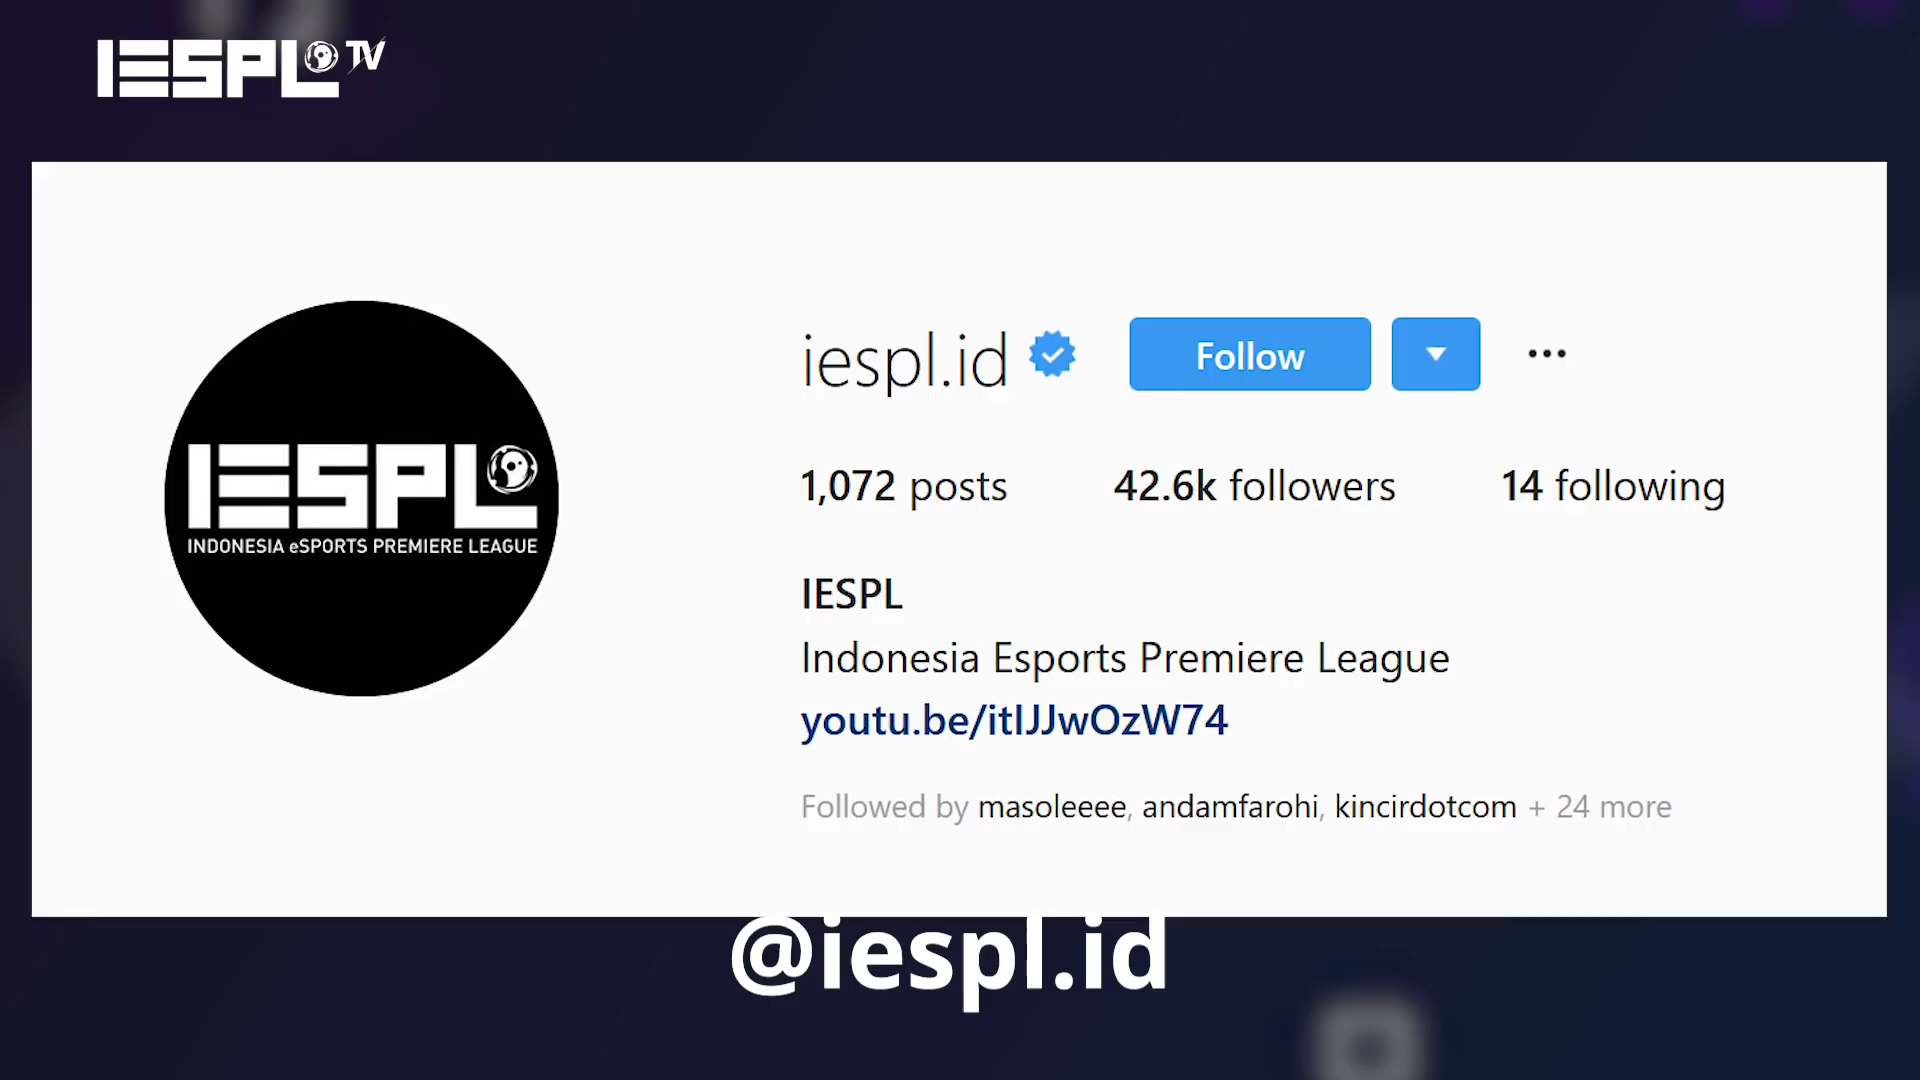 IESPL TV
iespl.id Follow
1,072 posts 42.6k followers 14 following
IESPL
INDONESIA eSPORTS PREMIERE LEAGUE
IESPL
Indonesia Esports Premiere League
youtu.be/itIJJwOzW74
Followed by masoleeee, andamfarohi, kincirdotcom + 24 more
@iespl.id